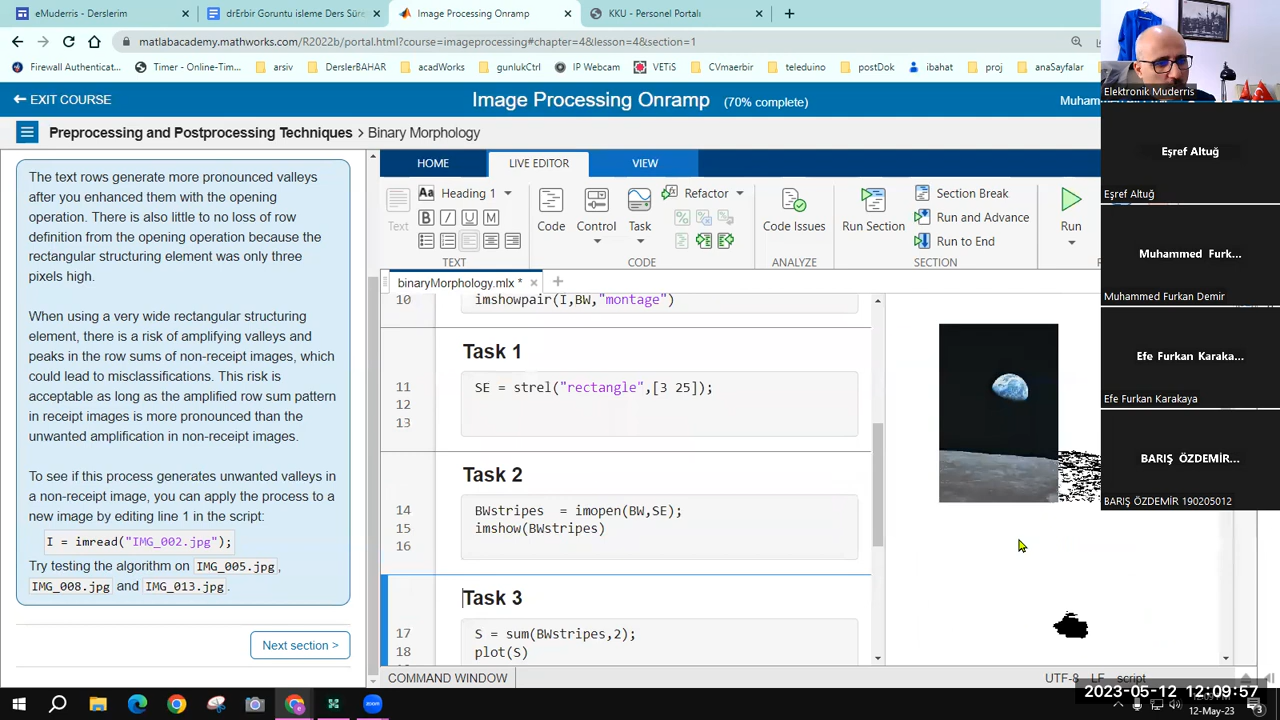 eMuderris - Derslerim
drErbir Goruntu isleme Ders Süre
Image Processing Onramp
KKU - Personel Portalı
matlabacademy.mathworks.com/R2022b/portal.html?course=imageprocessing#chapter=4&lesson=4&section=1
Firewall Authenticat...
Timer - Online-Tim...
arsiv
DerslerBAHAR
acadWorks
gunlukCtrl
IP Webcam
VETiS
CVmaerbir
teleduino
postDok
ibahat
proj
anaSayfalar
EXIT COURSE
Image Processing Onramp (70% complete)
Preprocessing and Postprocessing Techniques > Binary Morphology
The text rows generate more pronounced valleys
after you enhanced them with the opening
operation. There is also little to no loss of row
definition from the opening operation because the
rectangular structuring element was only three
pixels high.
When using a very wide rectangular structuring
element, there is a risk of amplifying valleys and
peaks in the row sums of non-receipt images, which
could lead to misclassifications. This risk is
acceptable as long as the amplified row sum pattern
in receipt images is more pronounced than the
unwanted amplification in non-receipt images.
To see if this process generates unwanted valleys in
a non-receipt image, you can apply the process to a
new image by editing line 1 in the script:
I = imread("IMG_002.jpg");
Try testing the algorithm on IMG_005.jpg,
IMG_008.jpg and IMG_013.jpg.
Next section >
HOME
LIVE EDITOR
VIEW
Text
Aa Heading 1
B I U M
TEXT
Code
Control
Task
Refactor
CODE
Code Issues
ANALYZE
Run Section
Section Break
Run and Advance
Run to End
SECTION
Run
binaryMorphology.mlx *
10 imshowpair(I,BW,"montage")
Task 1
11 SE = strel("rectangle",[3 25]);
12
13
Task 2
14 BWstripes = imopen(BW,SE);
15 imshow(BWstripes)
16
Task 3
17 S = sum(BWstripes,2);
18 plot(S)
COMMAND WINDOW
UTF-8
LF
script
Elektronik Muderris
Eşref Altuğ
Eşref Altuğ
Muhammed Furk...
Muhammed Furkan Demir
Efe Furkan Karaka...
Efe Furkan Karakaya
BARIŞ ÖZDEMİR...
BARIŞ ÖZDEMİR 190205012
2023-05-12 12:09:57
12-May-23